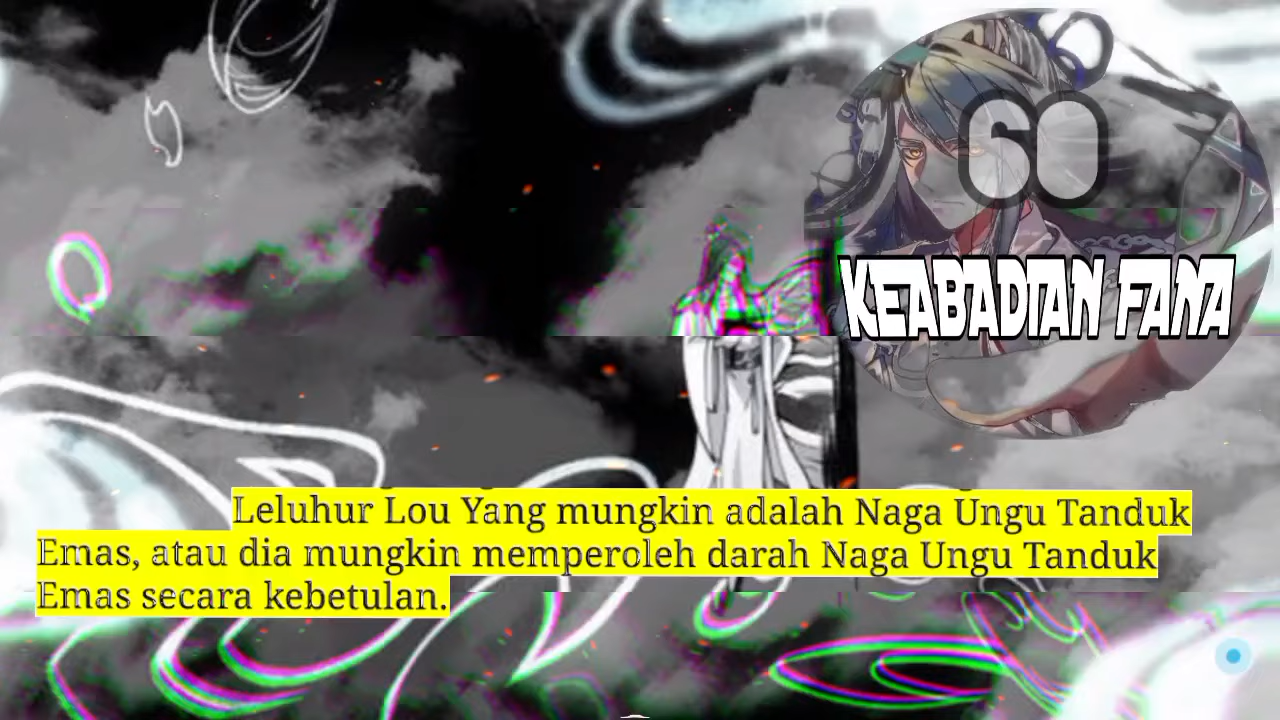 60
KEABADIAN FANA
Leluhur Lou Yang mungkin adalah Naga Ungu Tanduk
Emas, atau dia mungkin memperoleh darah Naga Ungu Tanduk
Emas secara kebetulan.